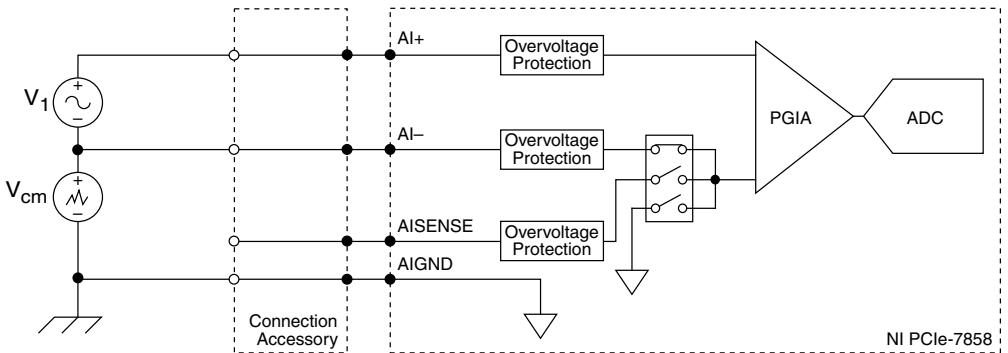 AI+
Overvoltage
Protection
+
V1
−
PGIA
ADC
AI−
Overvoltage
Protection
+
Vcm
−
AISENSE
Overvoltage
Protection
AIGND
Connection
Accessory
NI PCIe-7858